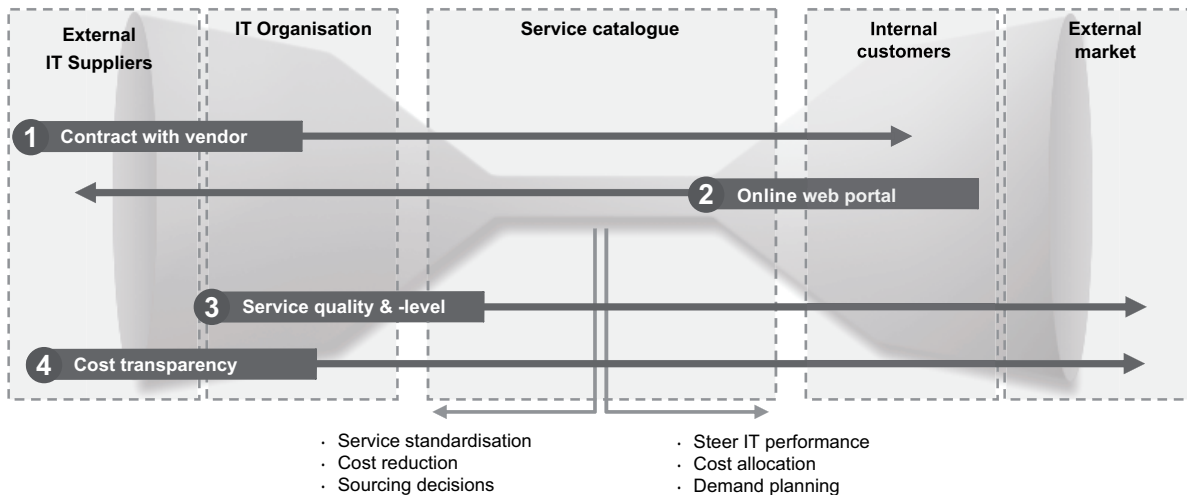 External
IT Suppliers
IT Organisation
Service catalogue
Internal
customers
External
market
1 Contract with vendor
2 Online web portal
3 Service quality & -level
4 Cost transparency
· Service standardisation
· Cost reduction
· Sourcing decisions
· Steer IT performance
· Cost allocation
· Demand planning